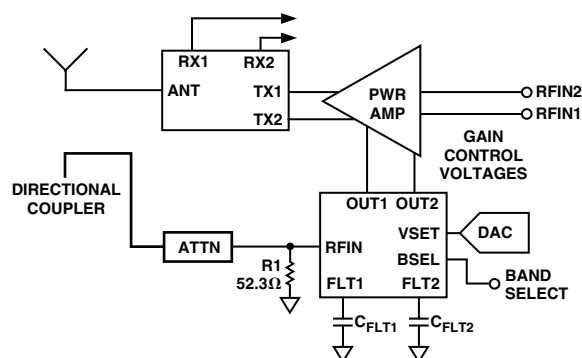 RX1
RX2
ANT
TX1
TX2
PWR
AMP
RFIN2
RFIN1
GAIN
CONTROL
VOLTAGES
DIRECTIONAL
COUPLER
ATTN
R1
52.3Ω
OUT1 OUT2
RFIN
VSET
BSEL
FLT1 FLT2
DAC
BAND
SELECT
CFLT1
CFLT2